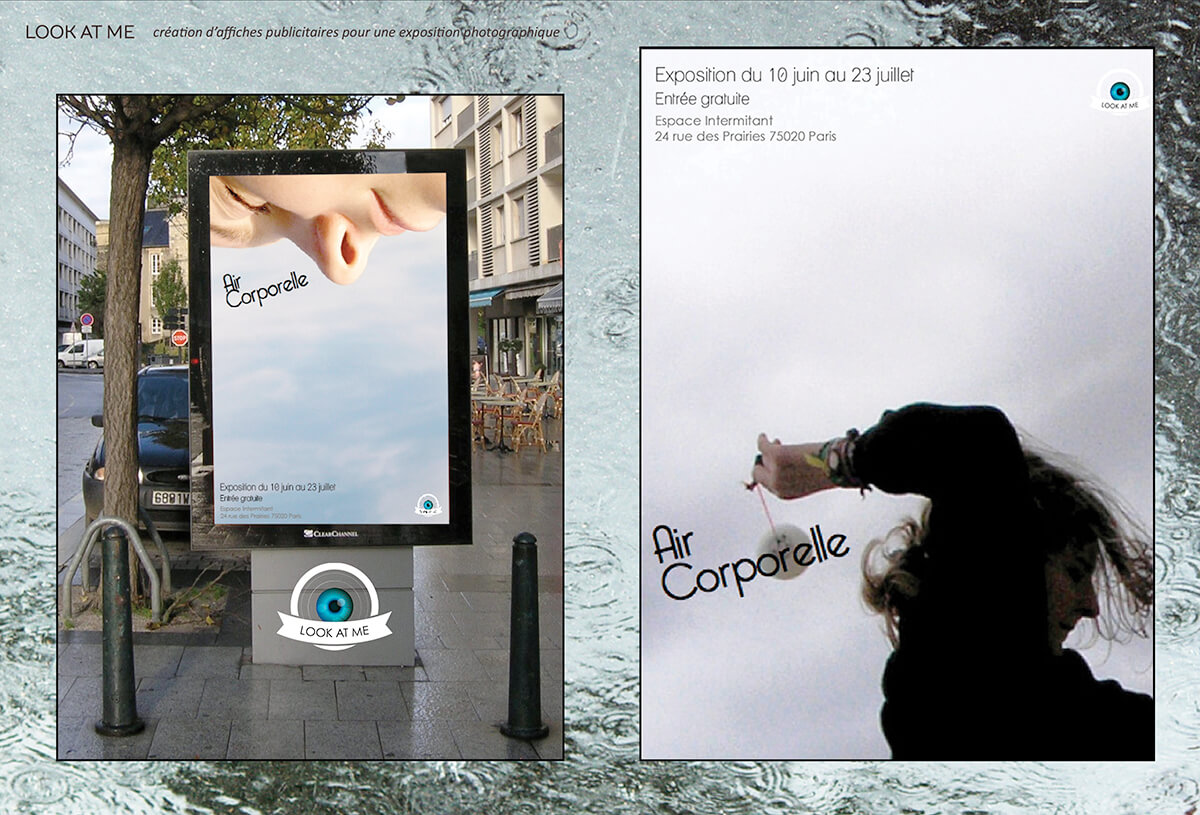 LOOK AT ME
création d'affiches publicitaires pour une exposition photographique
Air
Corporelle
Exposition du 10 juin au 23 juillet
Entrée gratuite
Espace Intermitant
24 rue des Prairies 75020 Paris
CLEARCHANNEL
LOOK AT ME
STOP
Exposition du 10 juin au 23 juillet
Entrée gratuite
Espace Intermitant
24 rue des Prairies 75020 Paris
LOOK AT ME
Air
Corporelle